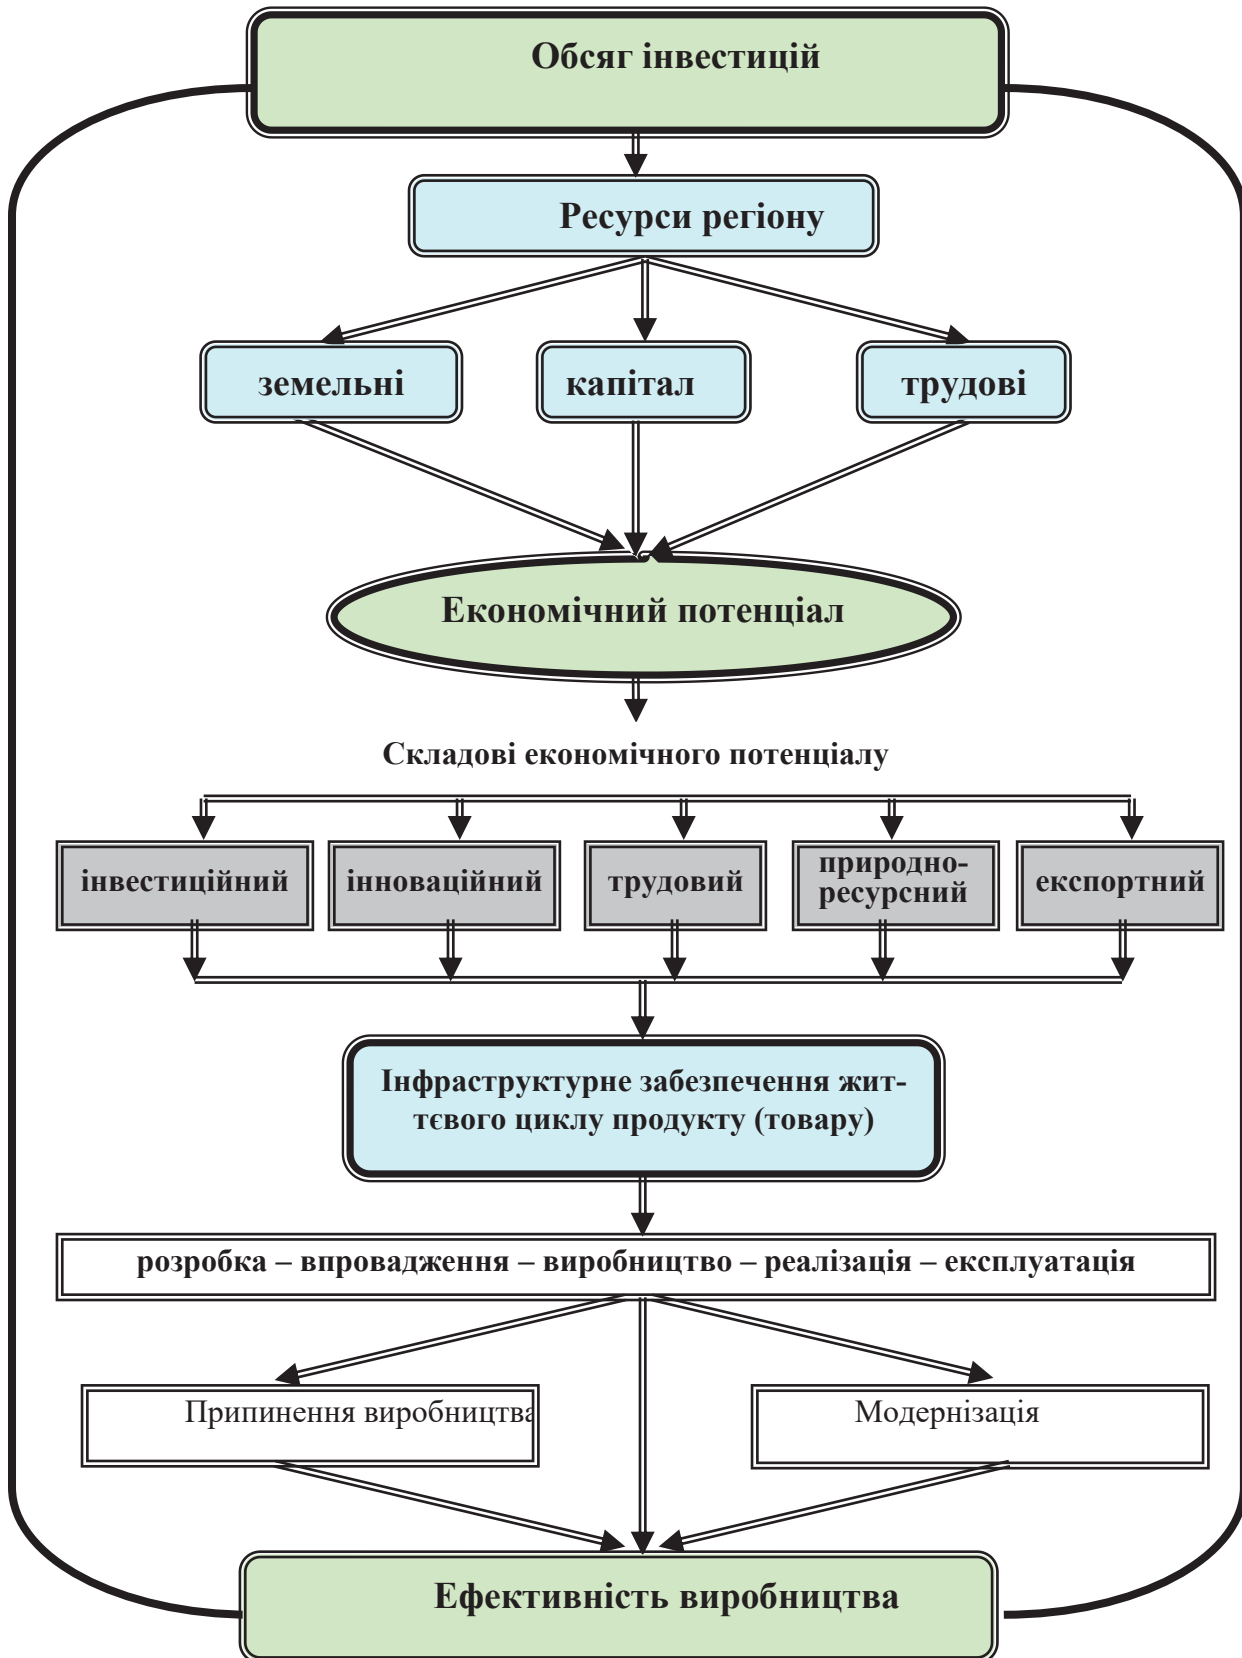 Обсяг інвестицій
Ресурси регіону
земельні
капітал
трудові
Економічний потенціал
Складові економічного потенціалу
інвестиційний
інноваційний
трудовий
природно-
ресурсний
експортний
Інфраструктурне забезпечення жит-
тєвого циклу продукту (товару)
розробка – впровадження – виробництво – реалізація – експлуатація
Припинення виробництва
Модернізація
Ефективність виробництва